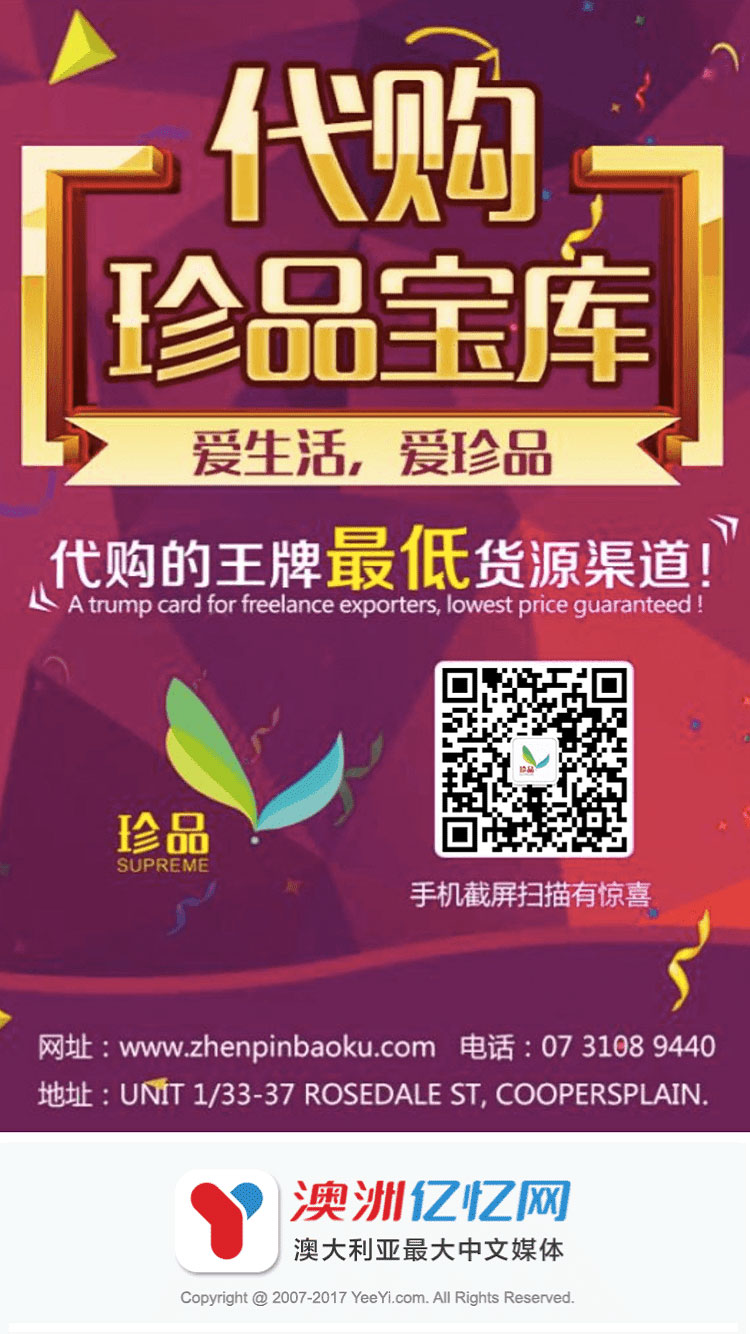 代购
珍品宝库
爱生活，爱珍品
代购的王牌最低货源渠道！
A trump card for freelance exporters, lowest price guaranteed !
珍品
SUPREME
珍品
手机截屏扫描有惊喜
网址：www.zhenpinbaoku.com 电话：07 3108 9440
地址：UNIT 1/33-37 ROSEDALE ST, COOPERSPLAIN.
澳洲亿忆网
澳大利亚最大中文媒体
Copyright @ 2007-2017 YeeYi.com. All Rights Reserved.